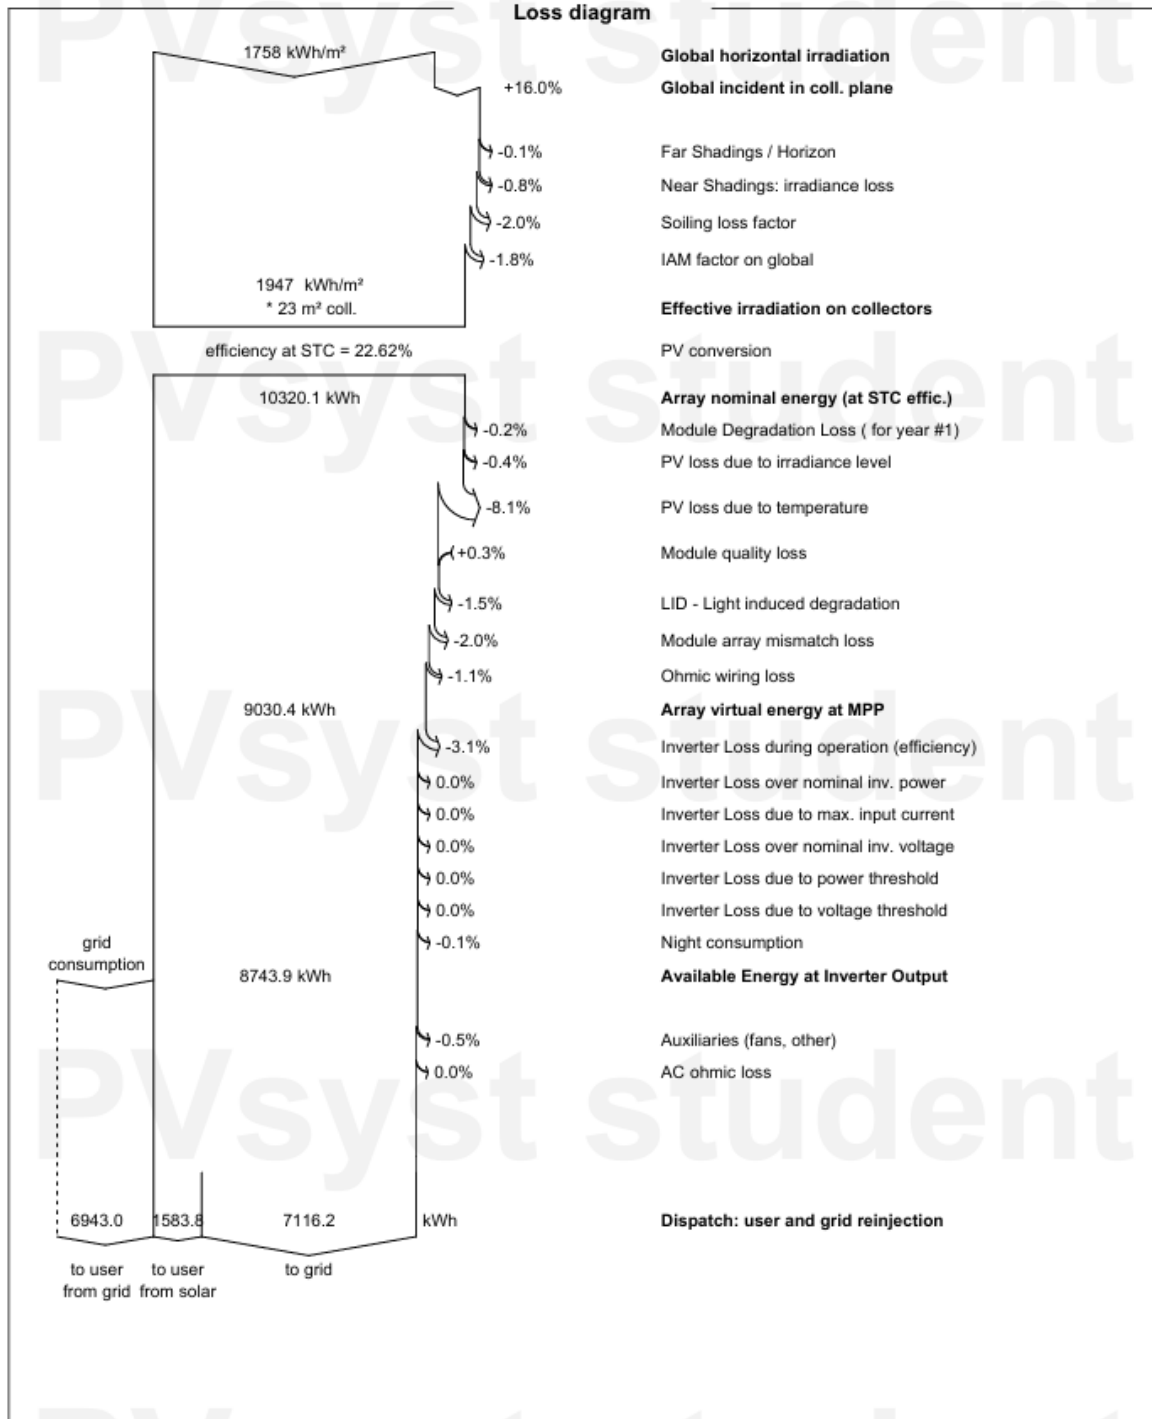 Loss diagram
PVsyst student
1758 kWh/m²
Global horizontal irradiation
+16.0%
Global incident in coll. plane
-0.1%
Far Shadings / Horizon
-0.8%
Near Shadings: irradiance loss
-2.0%
Soiling loss factor
-1.8%
IAM factor on global
1947 kWh/m²
* 23 m² coll.
Effective irradiation on collectors
PVsyst student
efficiency at STC = 22.62%
PV conversion
10320.1 kWh
Array nominal energy (at STC effic.)
-0.2%
Module Degradation Loss ( for year #1)
-0.4%
PV loss due to irradiance level
-8.1%
PV loss due to temperature
+0.3%
Module quality loss
-1.5%
LID - Light induced degradation
-2.0%
Module array mismatch loss
-1.1%
Ohmic wiring loss
9030.4 kWh
Array virtual energy at MPP
PVsyst student
-3.1%
Inverter Loss during operation (efficiency)
0.0%
Inverter Loss over nominal inv. power
0.0%
Inverter Loss due to max. input current
0.0%
Inverter Loss over nominal inv. voltage
0.0%
Inverter Loss due to power threshold
0.0%
Inverter Loss due to voltage threshold
-0.1%
Night consumption
grid
consumption
8743.9 kWh
Available Energy at Inverter Output
-0.5%
Auxiliaries (fans, other)
0.0%
AC ohmic loss
PVsyst student
6943.0
1583.8
7116.2
kWh
Dispatch: user and grid reinjection
to user
from grid
to user
from solar
to grid